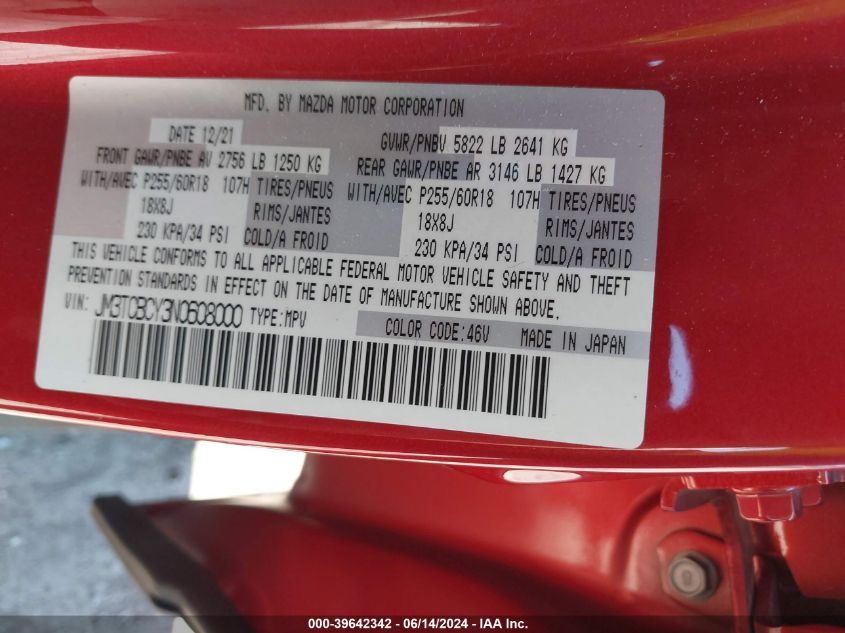 MFD. BY MAZDA MOTOR CORPORATION
DATE 12/21 GVWR/PNBV 5822 LB 2641 KG
FRONT GAWR/PNBE AV 2756 LB 1250 KG REAR GAWR/PNBE AR 3146 LB 1427 KG
WITH/AVEC P255/60R18 107H TIRES/PNEUS WITH/AVEC P255/60R18 107H TIRES/PNEUS
18X8J RIMS/JANTES 18X8J RIMS/JANTES
230 KPA/34 PSI COLD/A FROID 230 KPA/34 PSI COLD/A FROID
THIS VEHICLE CONFORMS TO ALL APPLICABLE FEDERAL MOTOR VEHICLE SAFETY AND THEFT
PREVENTION STANDARDS IN EFFECT ON THE DATE OF MANUFACTURE SHOWN ABOVE.
VIN: JM3TCBCY3N0608000 TYPE:MPV COLOR CODE:46V MADE IN JAPAN
000-39642342 - 06/14/2024 - IAA Inc.